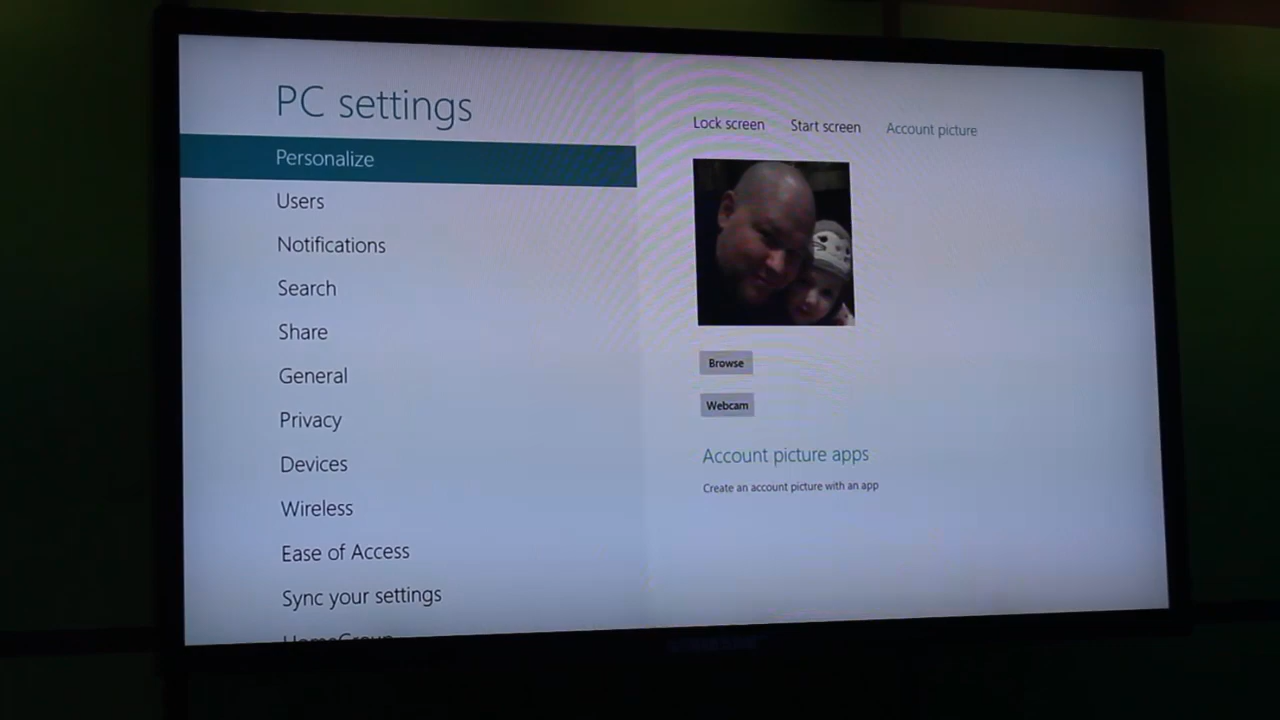 PC settings
Personalize
Users
Notifications
Search
Share
General
Privacy
Devices
Wireless
Ease of Access
Sync your settings
HomeGroup
Lock screen Start screen Account picture
Browse
Webcam
Account picture apps
Create an account picture with an app